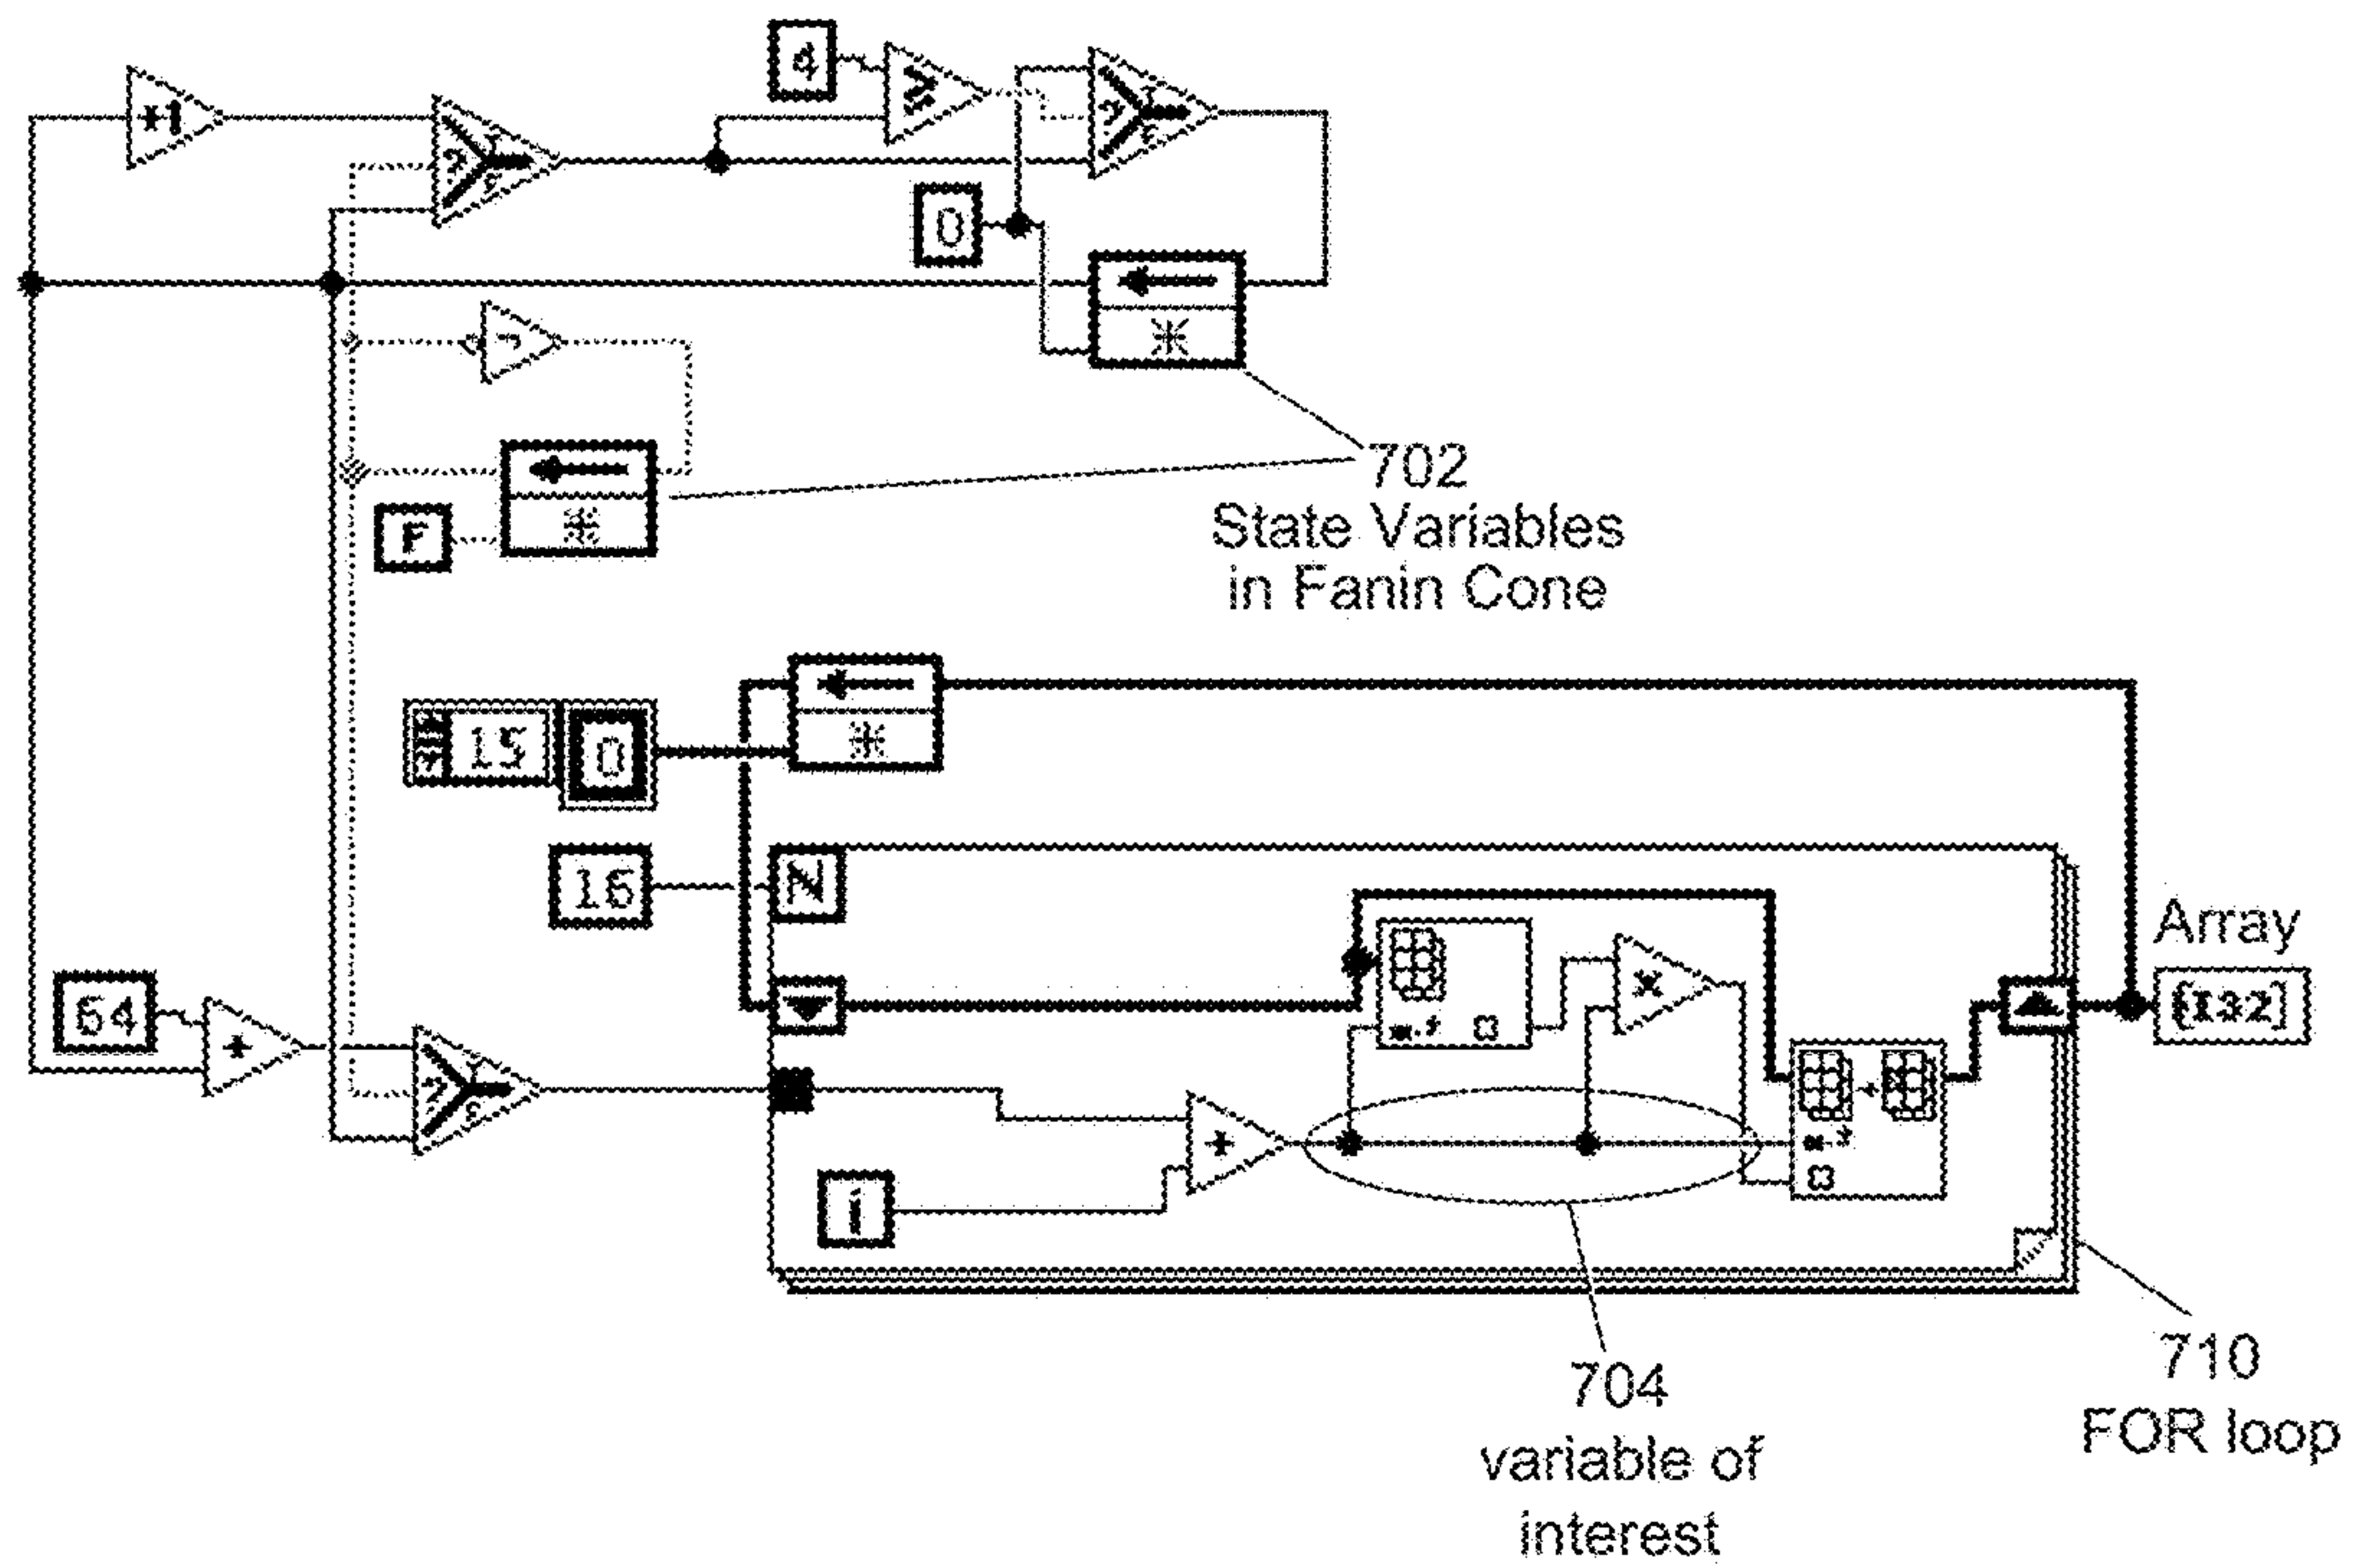 4
+1
≥
?
0
702
State Variables
in Fanin Cone
F
15
0
16
N
Array
[I32]
64
+
?
x
+
i
704
variable of
interest
710
FOR loop